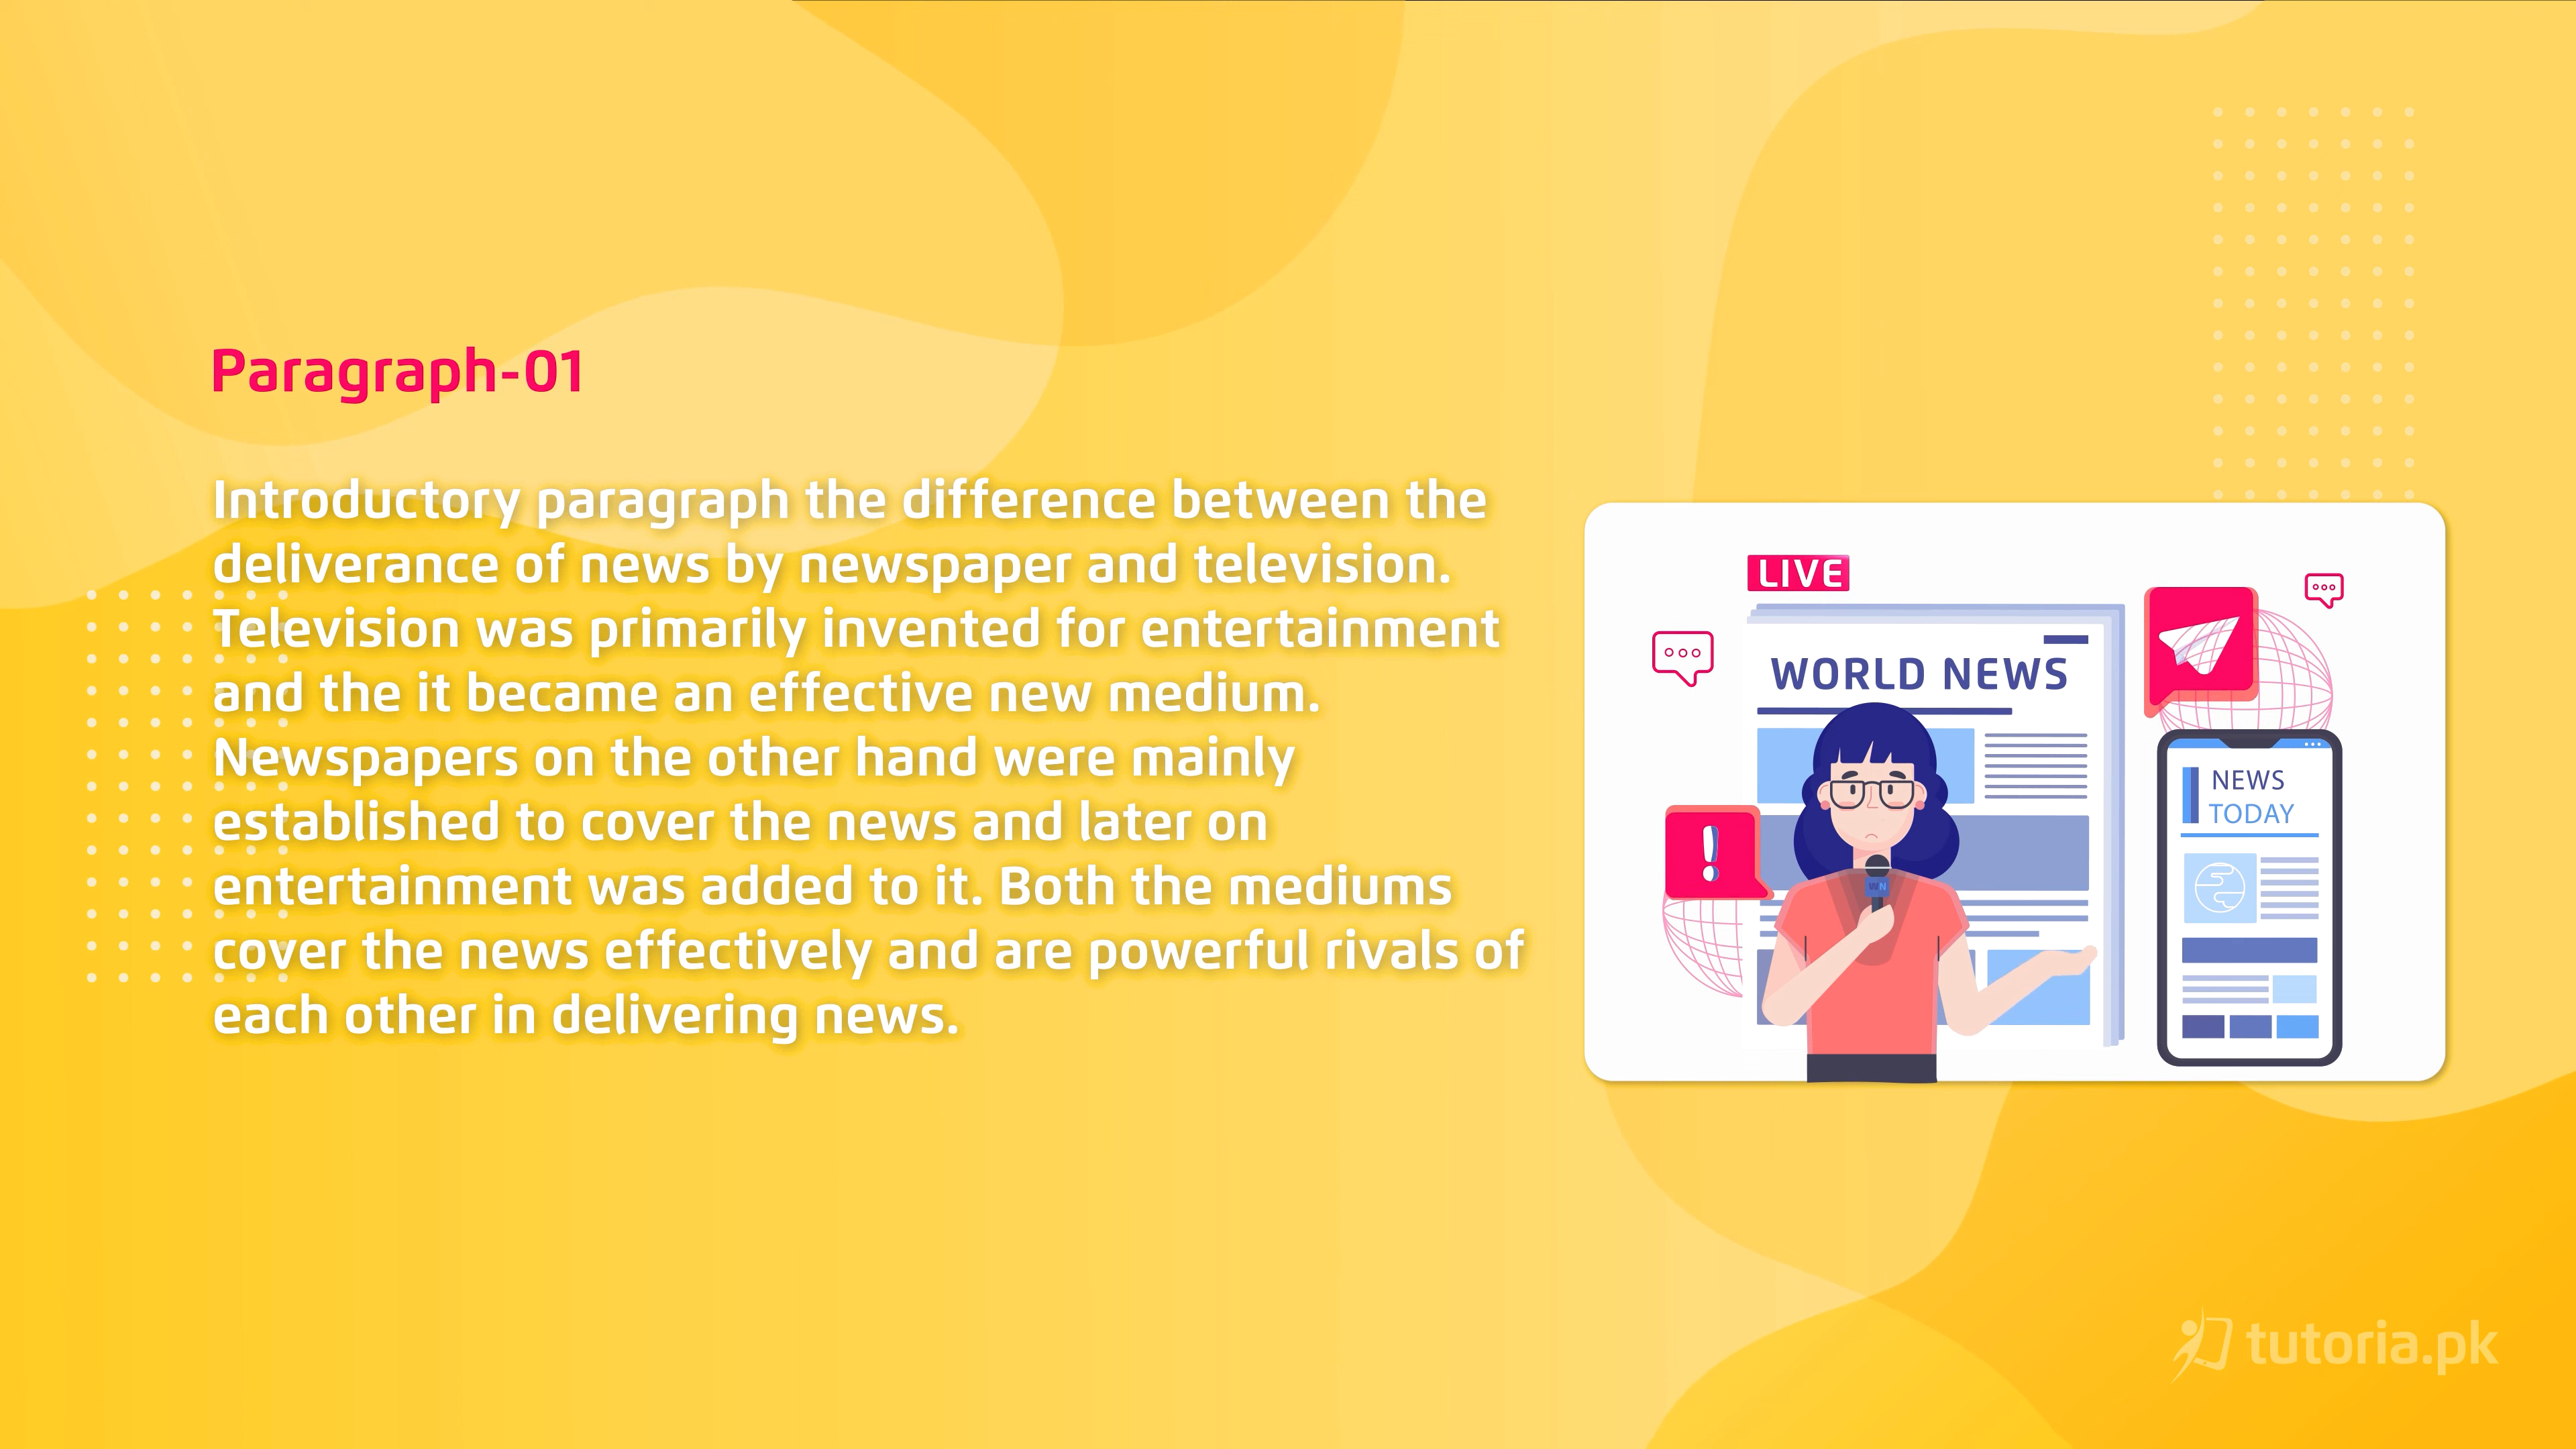 Paragraph-01
Introductory paragraph the difference between the
deliverance of news by newspaper and television.
Television was primarily invented for entertainment
and the it became an effective new medium.
Newspapers on the other hand were mainly
established to cover the news and later on
entertainment was added to it. Both the mediums
cover the news effectively and are powerful rivals of
each other in delivering news.
LIVE
WORLD NEWS
!
WN
NEWS
TODAY
tutoria.pk